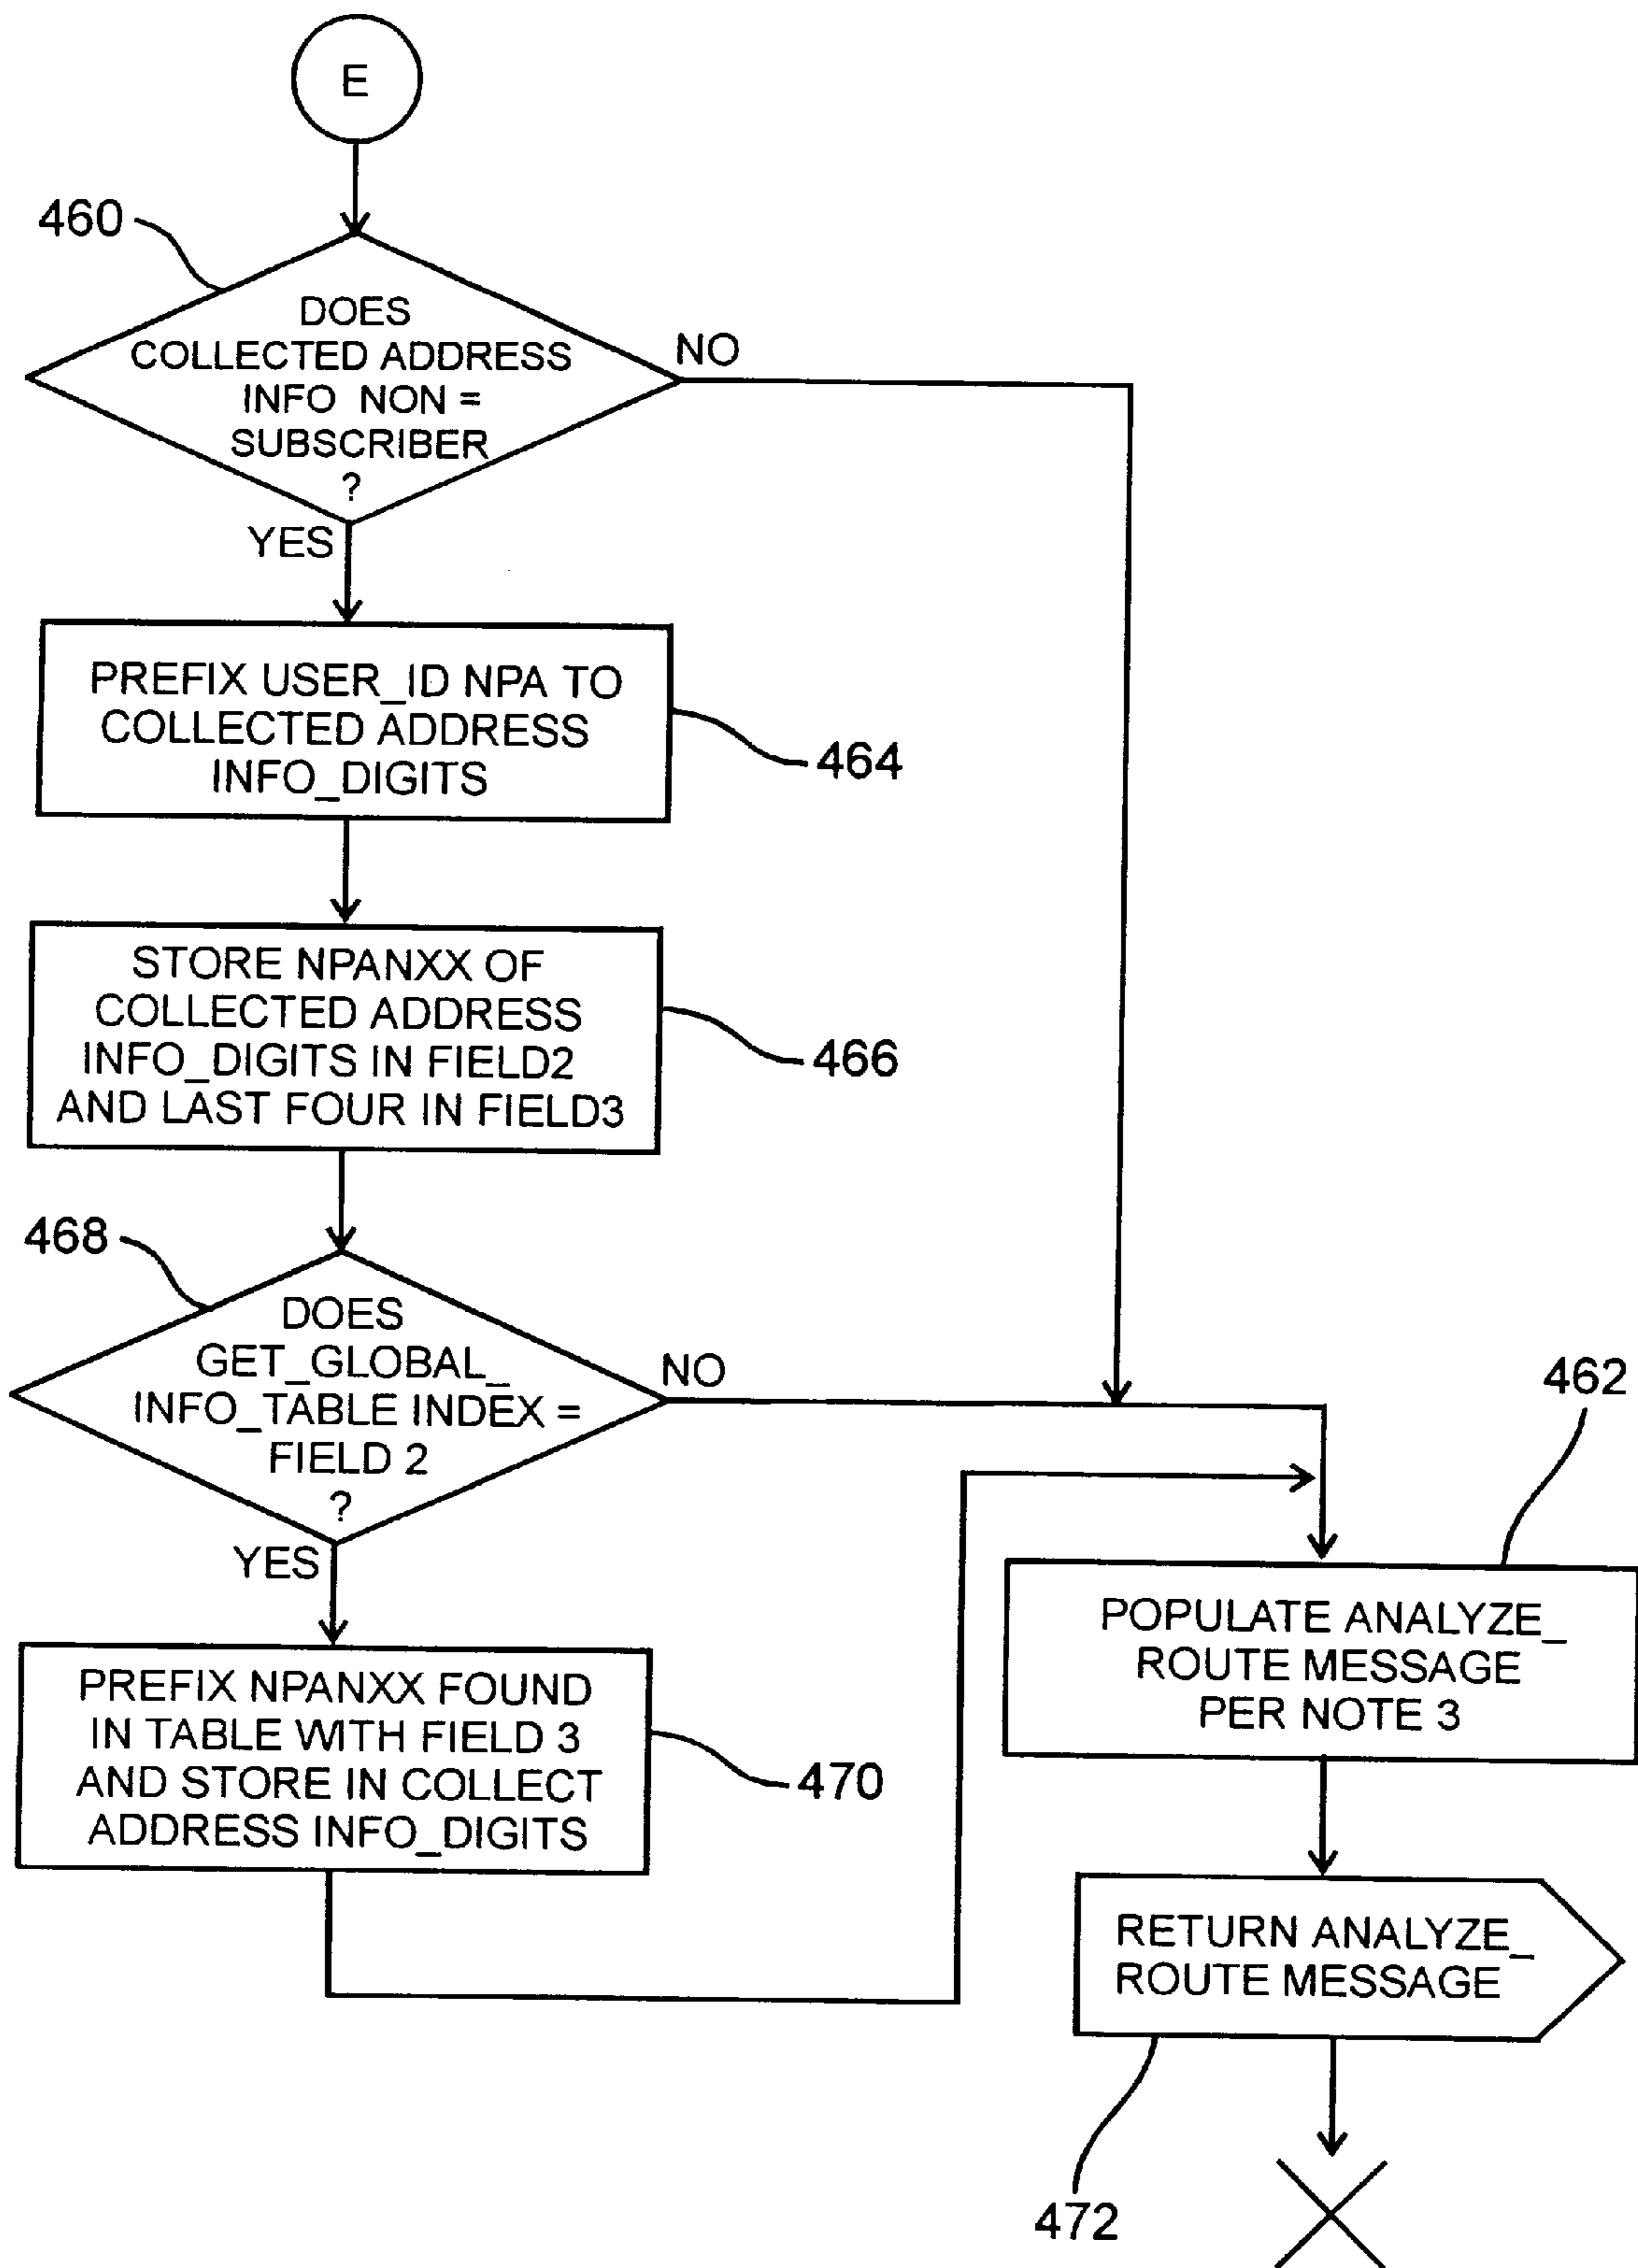 E
460
DOES
COLLECTED ADDRESS
INFO NON =
SUBSCRIBER
?
NO
YES
PREFIX USER_ID NPA TO
COLLECTED ADDRESS
INFO_DIGITS
464
STORE NPANXX OF
COLLECTED ADDRESS
INFO_DIGITS IN FIELD2
AND LAST FOUR IN FIELD3
466
468
DOES
GET_GLOBAL_
INFO_TABLE INDEX =
FIELD 2
?
NO
YES
462
POPULATE ANALYZE_
ROUTE MESSAGE
PER NOTE 3
PREFIX NPANXX FOUND
IN TABLE WITH FIELD 3
AND STORE IN COLLECT
ADDRESS INFO_DIGITS
470
RETURN ANALYZE_
ROUTE MESSAGE
472